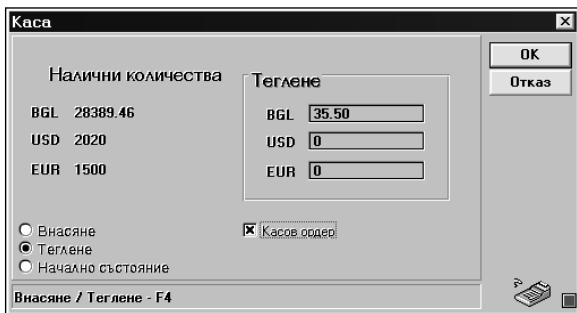 Каса
OK
Отказ
Налични количества
Теглене
BGL 28389.46
BGL 35.50
USD 2020
USD 0
EUR 1500
EUR 0
Внасяне
Касов ордер
Теглене
Начално състояние
Внасяне / Теглене - F4